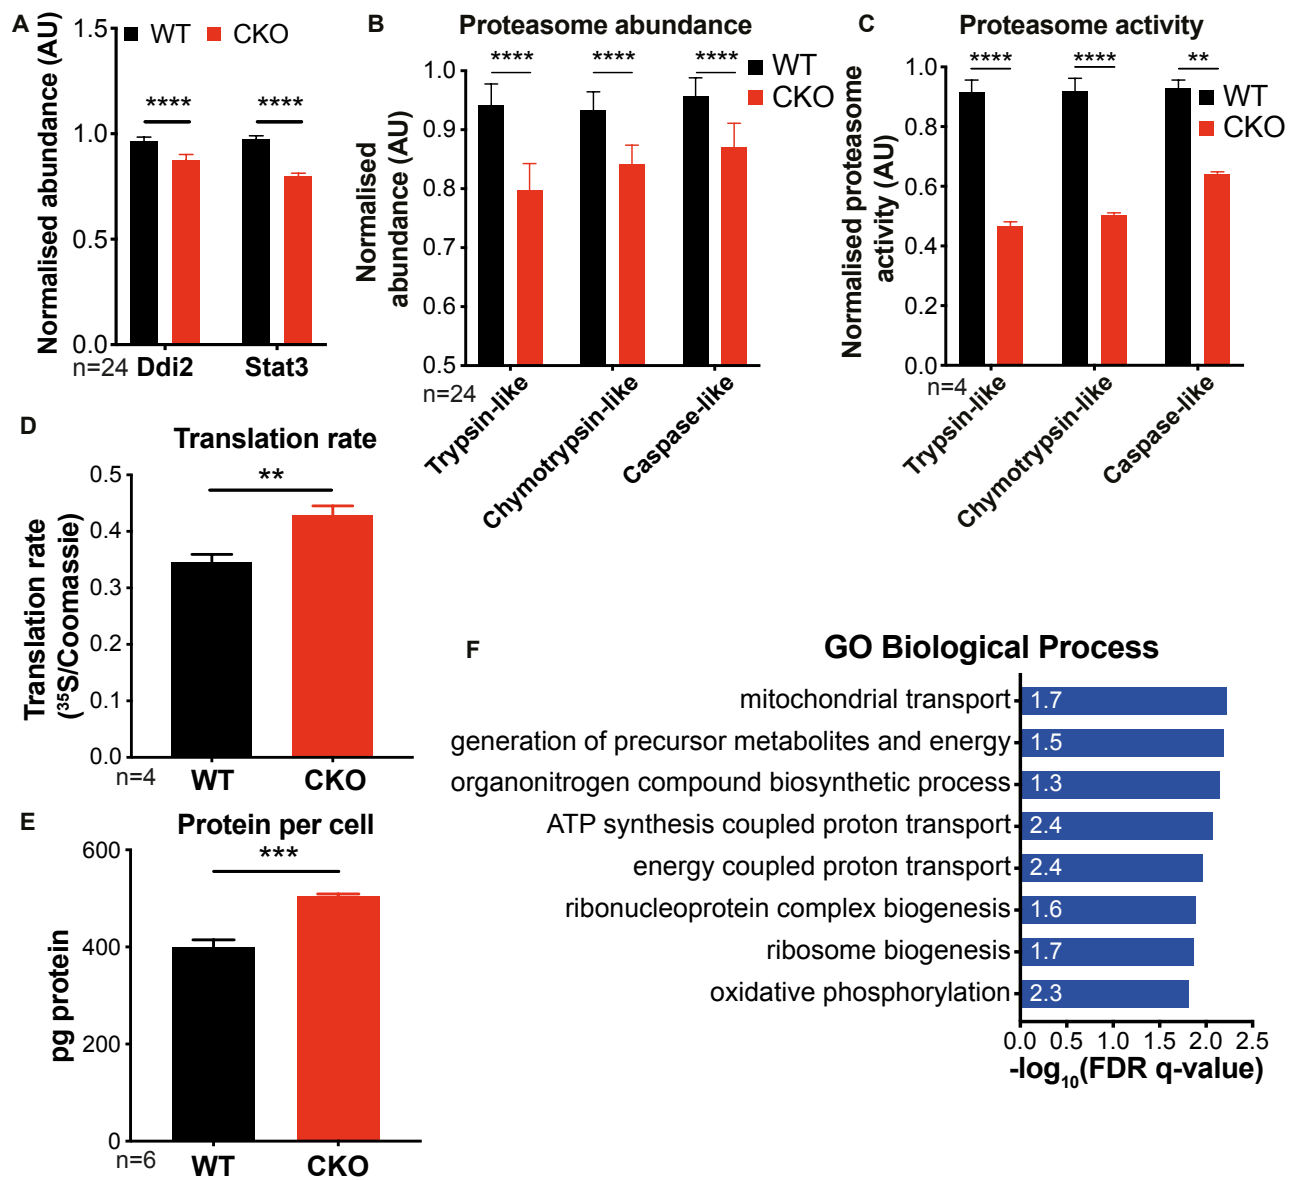 A
WT CKO
Normalised abundance (AU)
1.5
1.0
0.5
0.0
**** ****
n=24 Ddi2 Stat3
B Proteasome abundance
**** **** ****
WT
CKO
Normalised
abundance (AU)
1.0
0.9
0.8
0.7
0.6
0.5
n=24
Trypsin-like
Chymotrypsin-like
Caspase-like
C Proteasome activity
**** **** **
WT
CKO
Normalised proteasome
activity (AU)
1.0
0.8
0.6
0.4
0.2
0.0
n=4
Trypsin-like
Chymotrypsin-like
Caspase-like
D
Translation rate
**
Translation rate
(³⁵S/Coomassie)
0.5
0.4
0.3
0.2
0.1
0.0
n=4 WT CKO
E Protein per cell
***
pg protein
600
400
200
0
n=6 WT CKO
F GO Biological Process
mitochondrial transport 1.7
generation of precursor metabolites and energy 1.5
organonitrogen compound biosynthetic process 1.3
ATP synthesis coupled proton transport 2.4
energy coupled proton transport 2.4
ribonucleoprotein complex biogenesis 1.6
ribosome biogenesis 1.7
oxidative phosphorylation 2.3
0.0 0.5 1.0 1.5 2.0 2.5
-log₁₀(FDR q-value)